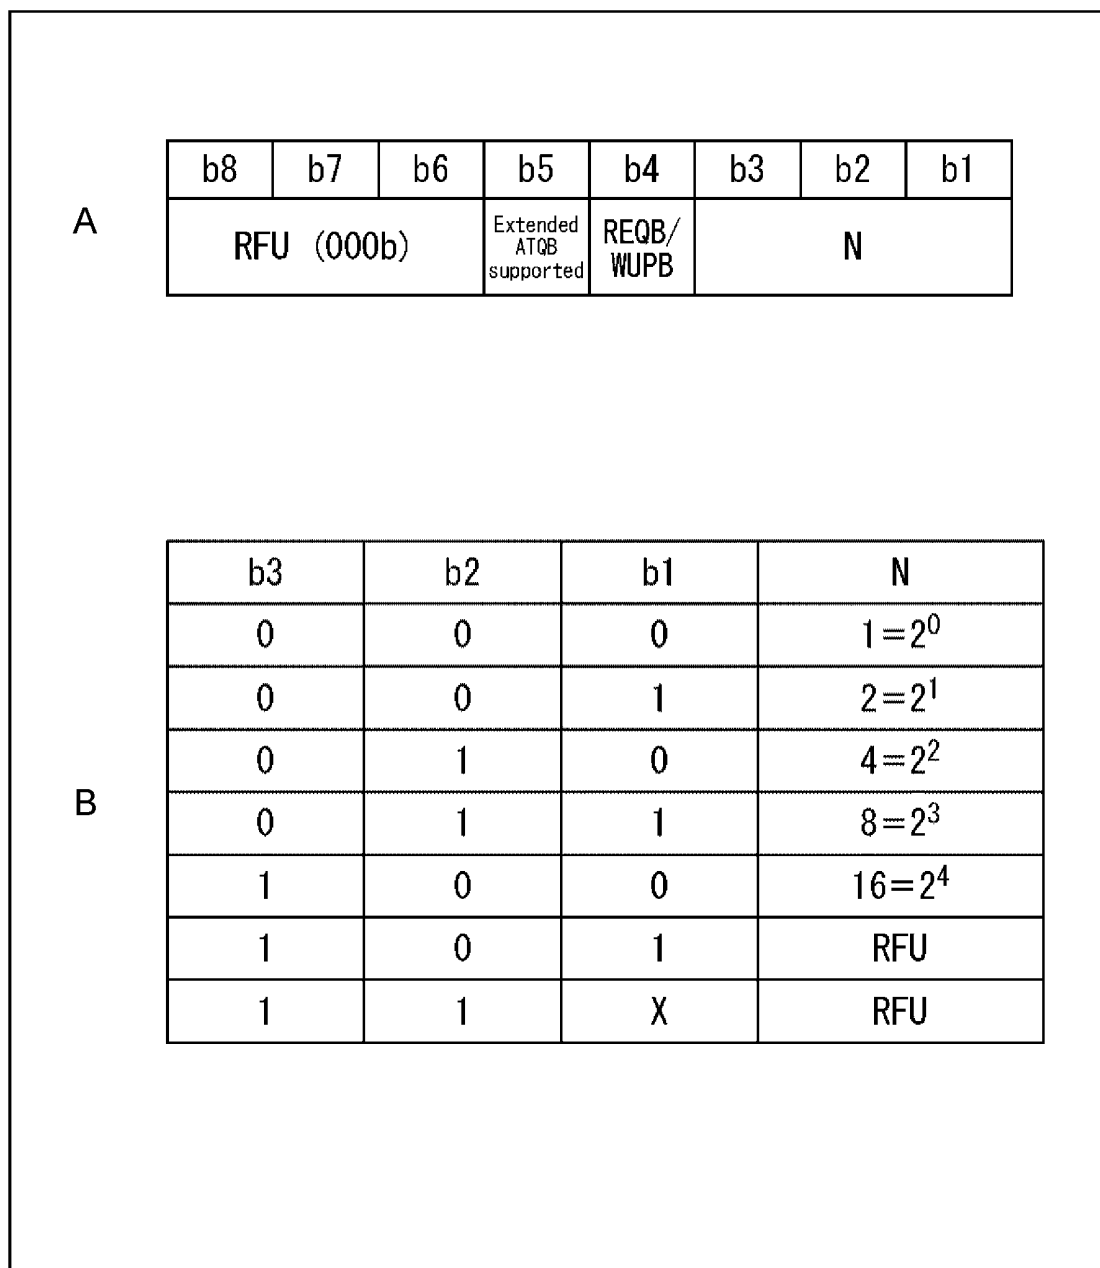 A
b8 b7 b6 b5 b4 b3 b2 b1
RFU (000b)
Extended
ATQB
supported
REQB/
WUPB
N
B
b3 b2 b1 N
0 0 0 1=2⁰
0 0 1 2=2¹
0 1 0 4=2²
0 1 1 8=2³
1 0 0 16=2⁴
1 0 1 RFU
1 1 X RFU